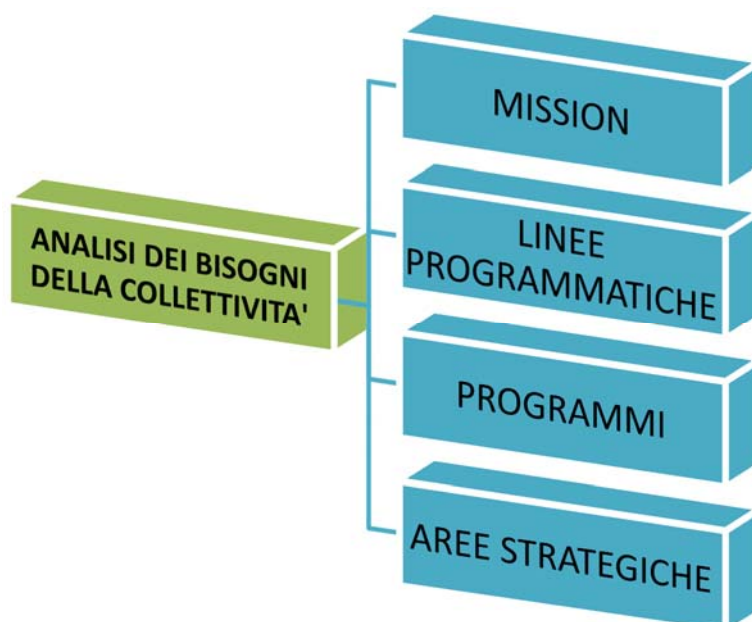 ANALISI DEI BISOGNI
DELLA COLLETTIVITA'
MISSION
LINEE
PROGRAMMATICHE
PROGRAMMI
AREE STRATEGICHE